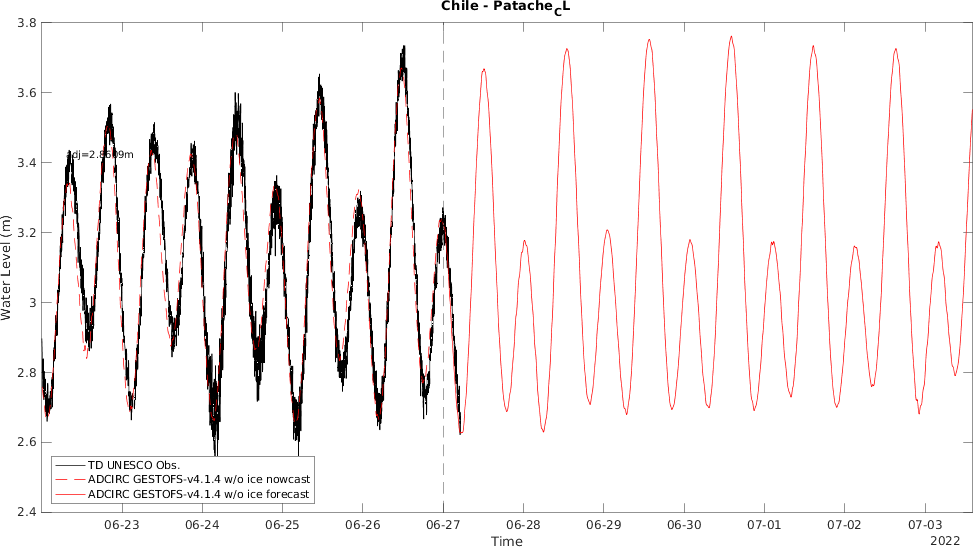 Chile - Patache_CL
3.8
3.6
3.4
3.2
3
2.8
2.6
2.4
Water Level (m)
TD UNESCO Obs.
ADCIRC GESTOFS-v4.1.4 w/o ice nowcast
ADCIRC GESTOFS-v4.1.4 w/o ice forecast
06-23 06-24 06-25 06-26 06-27 06-28 06-29 06-30 07-01 07-02 07-03
Time
2022